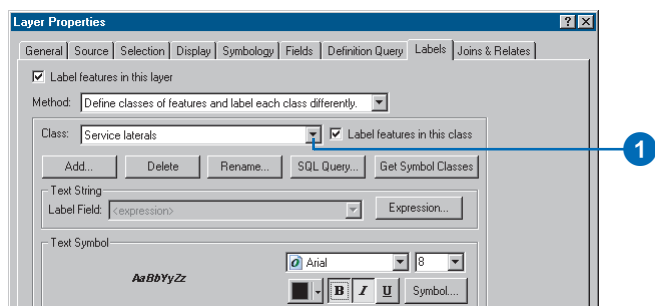 Layer Properties
General Source Selection Display Symbology Fields Definition Query Labels Joins & Relates
Label features in this layer
Method: Define classes of features and label each class differently.
Class: Service laterals Label features in this class
1
Add... Delete Rename... SQL Query... Get Symbol Classes
Text String
Label Field: <expression> Expression...
Text Symbol
AaBbYyZz
Arial 8
B I U Symbol....